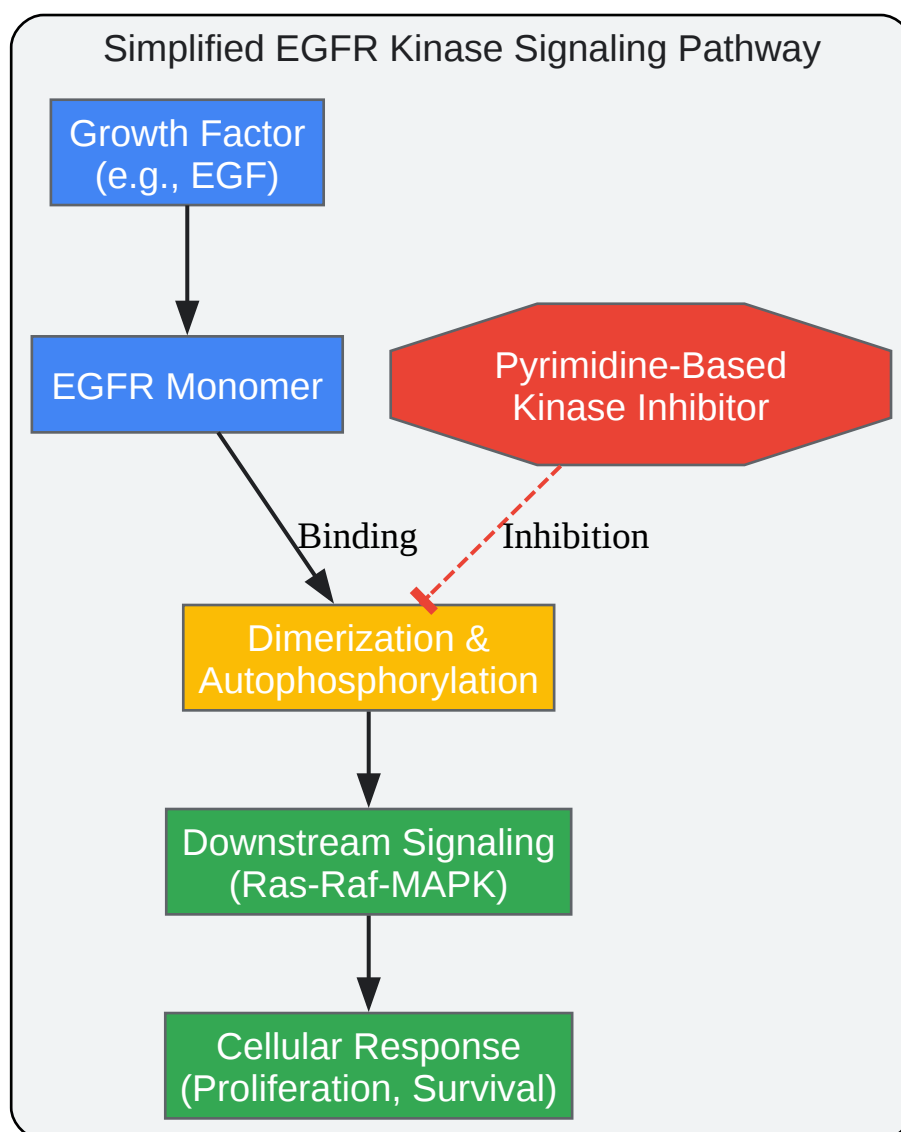 Simplified EGFR Kinase Signaling Pathway
Growth Factor
(e.g., EGF)
EGFR Monomer
Pyrimidine-Based
Kinase Inhibitor
Binding
Inhibition
Dimerization &
Autophosphorylation
Downstream Signaling
(Ras-Raf-MAPK)
Cellular Response
(Proliferation, Survival)